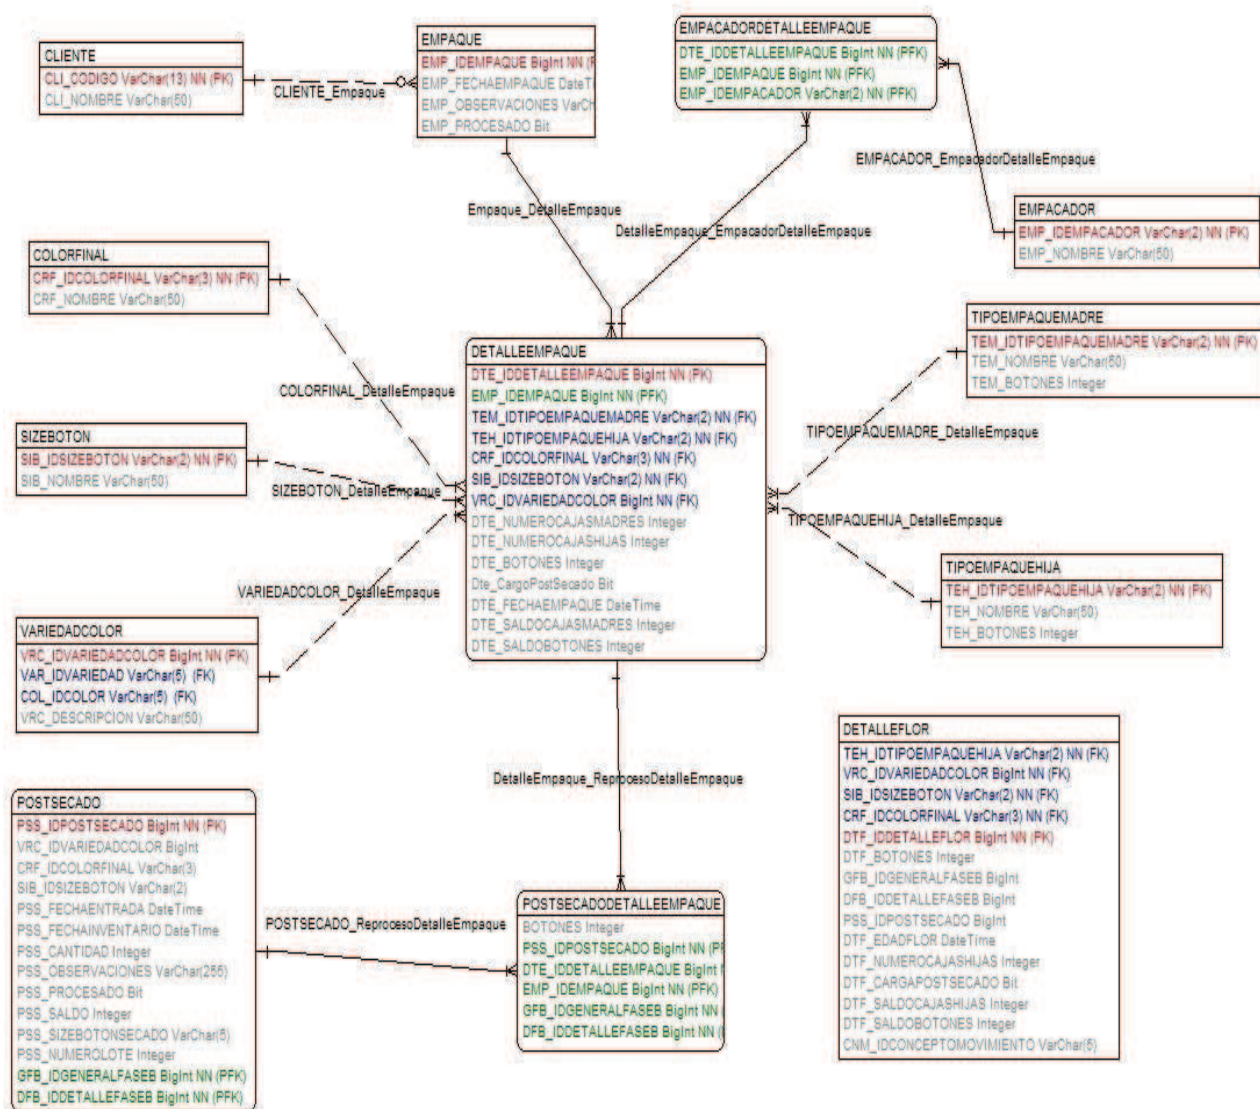 CLIENTE
CLI_CODIGO VarChar(13) NN (PK)
CLI_NOMBRE VarChar(50)
CLIENTE_Empaque
EMPAQUE
EMP_IDEMPAQUE BigInt NN (
EMP_FECHAEMPAQUE DateT
EMP_OBSERVACIONES VarCh
EMP_PROCESADO Bit
EMPACADORDETALLEEMPAQUE
DTE_IDDETALLEEMPAQUE BigInt NN (PFK)
EMP_IDEMPAQUE BigInt NN (PFK)
EMP_IDEMPACADOR VarChar(2) NN (PFK)
EMPACADOR_EmpacadorDetalleEmpaque
Empaque_DetalleEmpaque
DetalleEmpaque_EmpacadorDetalleEmpaque
EMPACADOR
EMP_IDEMPACADOR VarChar(2) NN (PK)
EMP_NOMBRE VarChar(50)
COLORFINAL
CRF_IDCOLORFINAL VarChar(3) NN (PK)
CRF_NOMBRE VarChar(50)
COLORFINAL_DetalleEmpaque
TIPOEMPAQUEMADRE
TEM_IDTIPOEMPAQUEMADRE VarChar(2) NN (PK)
TEM_NOMBRE VarChar(50)
TEM_BOTONES Integer
TIPOEMPAQUEMADRE_DetalleEmpaque
DETALLEEMPAQUE
DTE_IDDETALLEEMPAQUE BigInt NN (PK)
EMP_IDEMPAQUE BigInt NN (PFK)
TEM_IDTIPOEMPAQUEMADRE VarChar(2) NN (FK)
TEH_IDTIPOEMPAQUEHIJA VarChar(2) NN (FK)
CRF_IDCOLORFINAL VarChar(3) NN (FK)
SIB_IDSIZEBOTON VarChar(2) NN (FK)
VRC_IDVARIEDADCOLOR BigInt NN (FK)
DTE_NUMEROCAJASMADRES Integer
DTE_NUMEROCAJASHIJAS Integer
DTE_BOTONES Integer
Dte_CargoPostSecado Bit
DTE_FECHAEMPAQUE DateTime
DTE_SALDOCAJASMADRES Integer
DTE_SALDOBOTONES Integer
SIZEBOTON
SIB_IDSIZEBOTON VarChar(2) NN (PK)
SIB_NOMBRE VarChar(50)
SIZEBOTON_DetalleEmpaque
TIPOEMPAQUEHIJA_DetalleEmpaque
TIPOEMPAQUEHIJA
TEH_IDTIPOEMPAQUEHIJA VarChar(2) NN (PK)
TEH_NOMBRE VarChar(50)
TEH_BOTONES Integer
VARIEDADCOLOR_DetalleEmpaque
VARIEDADCOLOR
VRC_IDVARIEDADCOLOR BigInt NN (PK)
VAR_IDVARIEDAD VarChar(5) (FK)
COL_IDCOLOR VarChar(5) (FK)
VRC_DESCRIPCION VarChar(50)
DetalleEmpaque_ReprocesoDetalleEmpaque
DETALLEFLOR
TEH_IDTIPOEMPAQUEHIJA VarChar(2) NN (FK)
VRC_IDVARIEDADCOLOR BigInt NN (FK)
SIB_IDSIZEBOTON VarChar(2) NN (FK)
CRF_IDCOLORFINAL VarChar(3) NN (FK)
DTF_IDDETALLEFLOR BigInt NN (PK)
DTF_BOTONES Integer
GFB_IDGENERALFASEB BigInt
DFB_IDDETALLEFASEB BigInt
PSS_IDPOSTSECADO BigInt
DTF_EDADFLOR DateTime
DTF_NUMEROCAJASHIJAS Integer
DTF_CARGAPOSTSECADO Bit
DTF_SALDOCAJASHIJAS Integer
DTF_SALDOBOTONES Integer
CNM_IDCONCEPTOMOVIMIENTO VarChar(5)
POSTSECADO
PSS_IDPOSTSECADO BigInt NN (PK)
VRC_IDVARIEDADCOLOR BigInt
CRF_IDCOLORFINAL VarChar(3)
SIB_IDSIZEBOTON VarChar(2)
PSS_FECHAENTRADA DateTime
PSS_FECHAINVENTARIO DateTIme
PSS_CANTIDAD Integer
PSS_OBSERVACIONES VarChar(255)
PSS_PROCESADO Bit
PSS_SALDO Integer
PSS_SIZEBOTONSECADO VarChar(5)
PSS_NUMEROLOTE Integer
GFB_IDGENERALFASEB BigInt NN (PFK)
DFB_IDDETALLEFASEB BigInt NN (PFK)
POSTSECADO_ReprocesoDetalleEmpaque
POSTSECADODETALLEEMPAQUE
BOTONES Integer
PSS_IDPOSTSECADO BigInt NN (P
DTE_IDDETALLEEMPAQUE BigInt
EMP_IDEMPAQUE BigInt NN (PFK)
GFB_IDGENERALFASEB BigInt NN (
DFB_IDDETALLEFASEB BigInt NN (